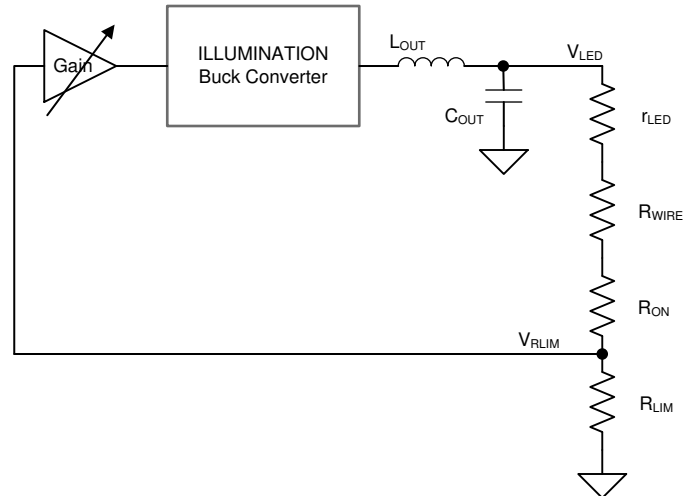 Gain
ILLUMINATION
Buck Converter
LOUT
COUT
VLED
rLED
RWIRE
RON
VRLIM
RLIM